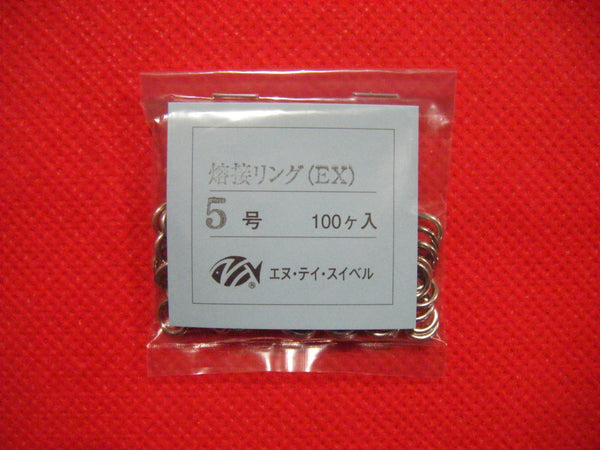 熔接リング(EX)
5号 100ヶ入
エヌ・テイ・スイベル